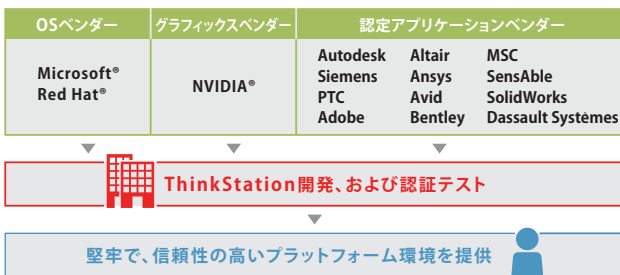 OSベンダー
グラフィックスベンダー
認定アプリケーションベンダー
Microsoft®
Red Hat®
NVIDIA®
Autodesk Altair MSC
Siemens Ansys SensAble
PTC Avid SolidWorks
Adobe Bentley Dassault Systèmes
ThinkStation開発、および認証テスト
堅牢で、信頼性の高いプラットフォーム環境を提供